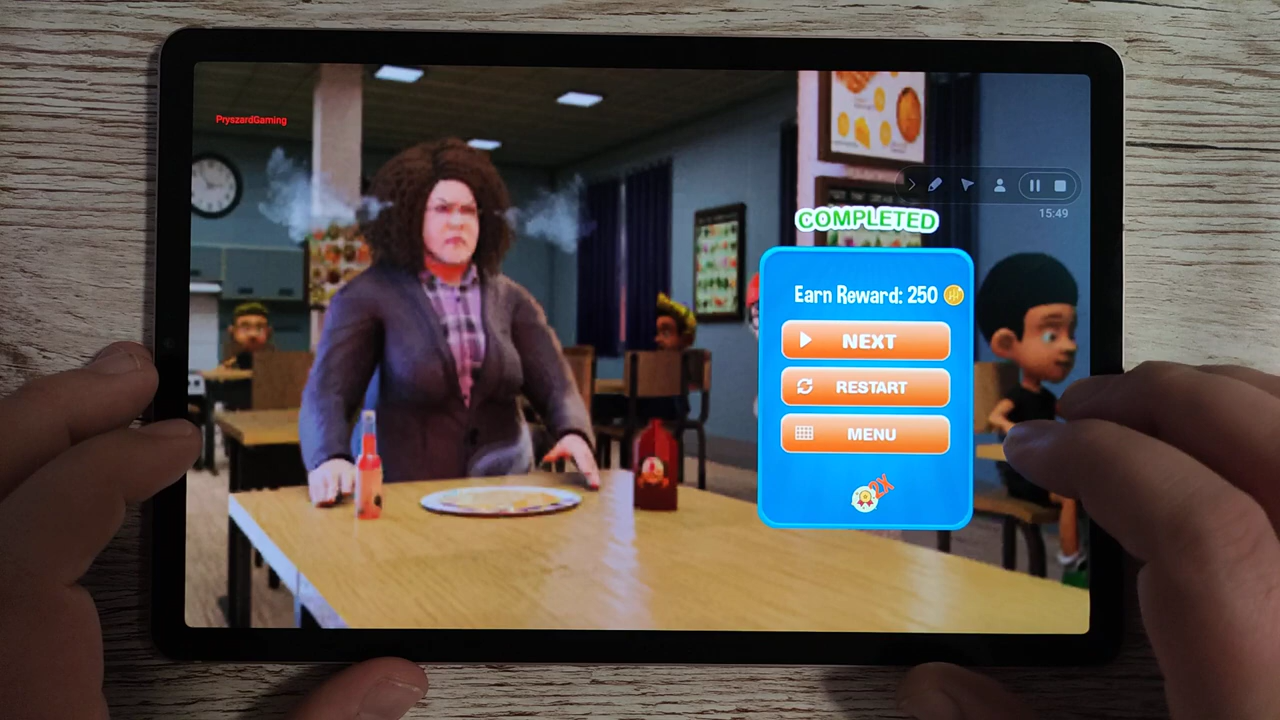 PryszardGaming
15:49
COMPLETED
Earn Reward: 250
NEXT
RESTART
MENU
2X